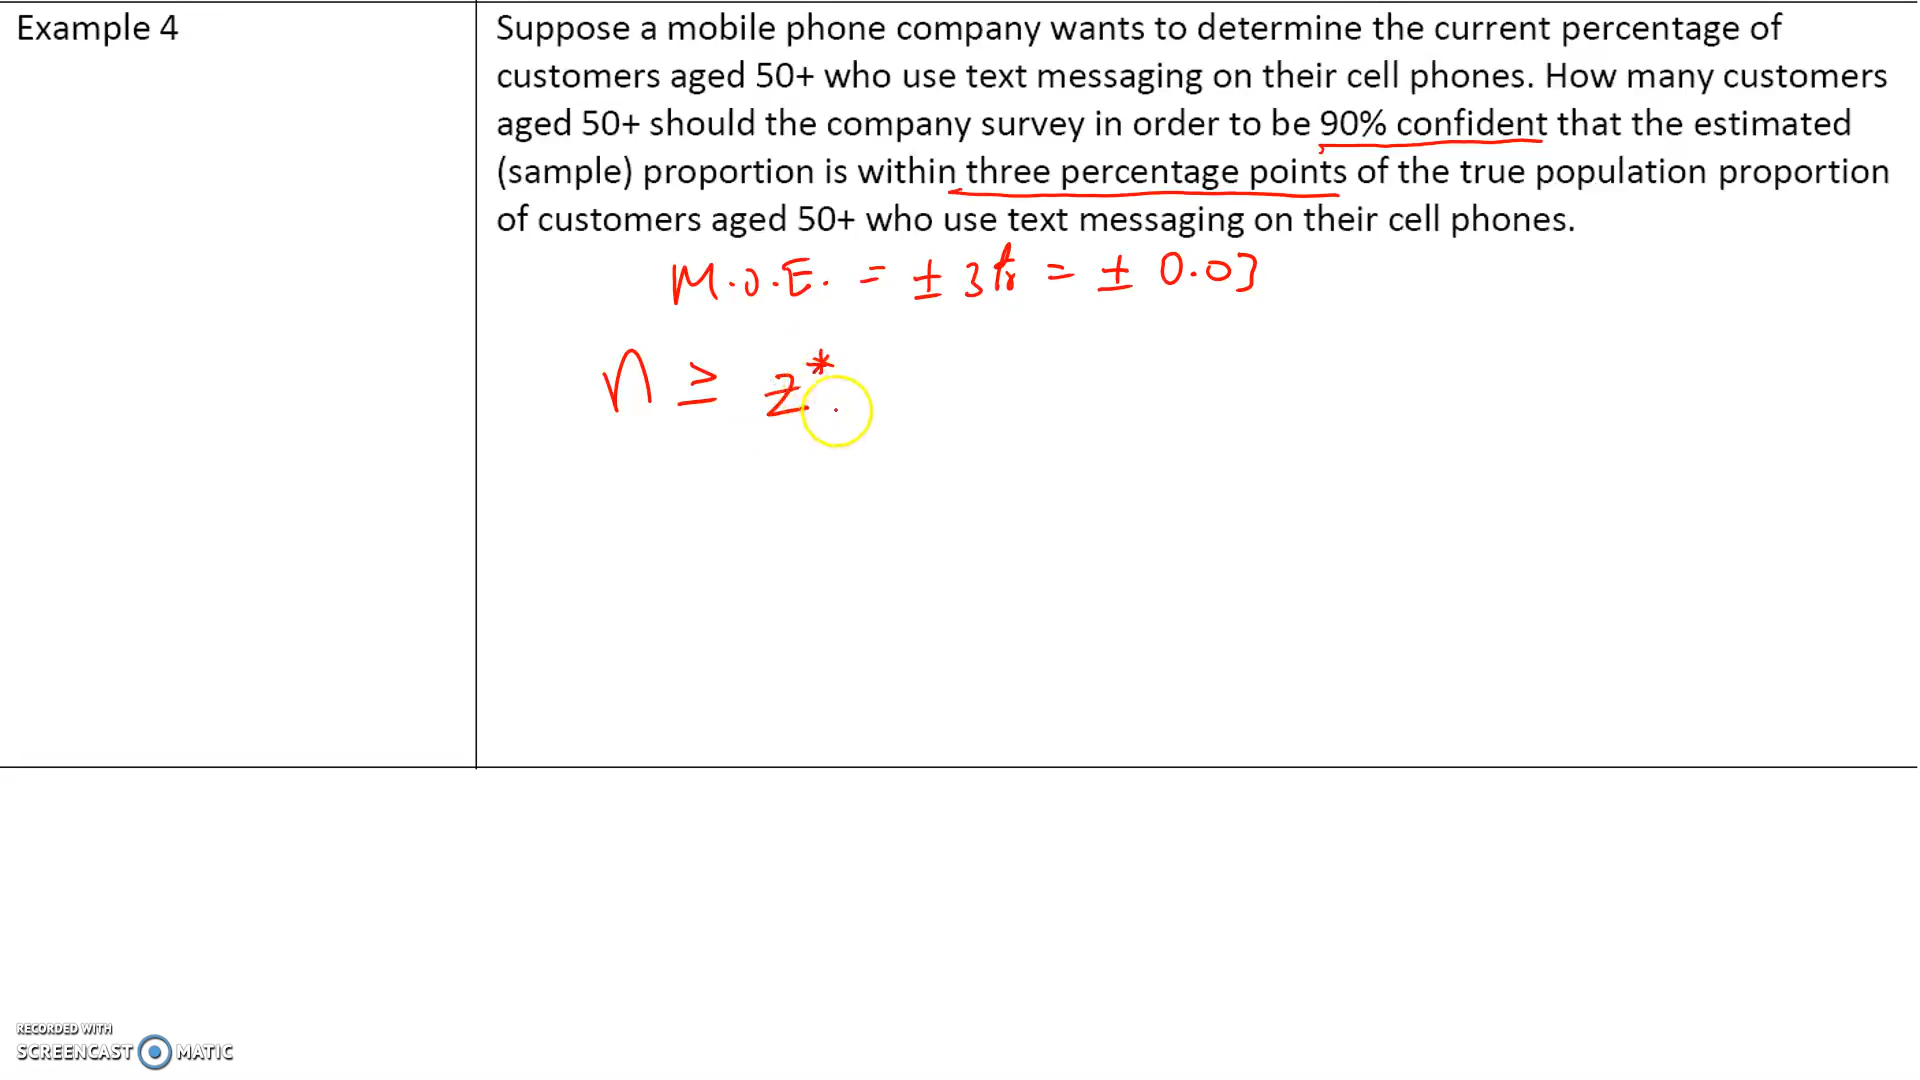 Example 4
Suppose a mobile phone company wants to determine the current percentage of
customers aged 50+ who use text messaging on their cell phones. How many customers
aged 50+ should the company survey in order to be 90% confident that the estimated
(sample) proportion is within three percentage points of the true population proportion
of customers aged 50+ who use text messaging on their cell phones.
M.O.E. = ± 3% = ± 0.03
n ≥ z*
RECORDED WITH
SCREENCAST MATIC